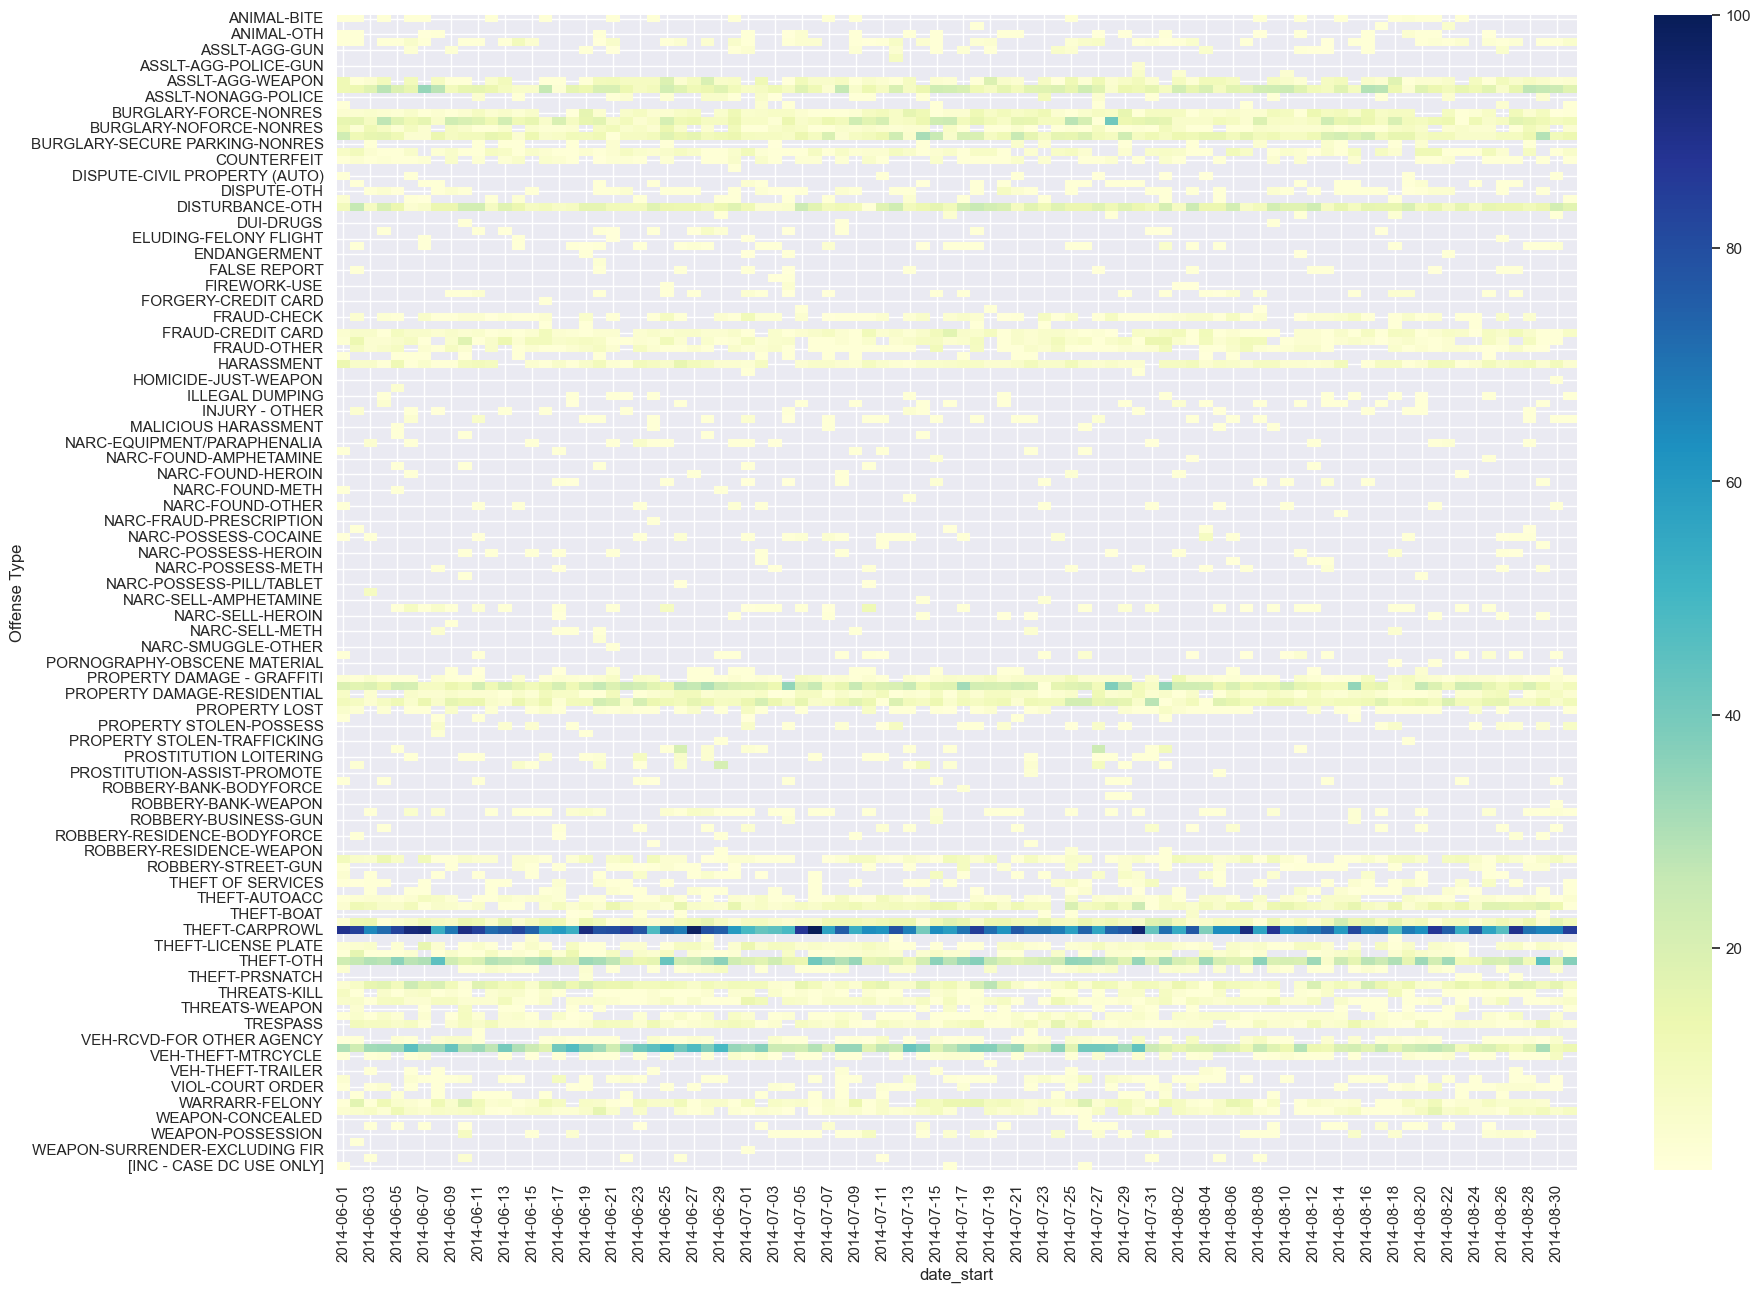 Offense Type
ANIMAL-BITE
ANIMAL-OTH
ASSLT-AGG-GUN
ASSLT-AGG-POLICE-GUN
ASSLT-AGG-WEAPON
ASSLT-NONAGG-POLICE
BURGLARY-FORCE-NONRES
BURGLARY-NOFORCE-NONRES
BURGLARY-SECURE PARKING-NONRES
COUNTERFEIT
DISPUTE-CIVIL PROPERTY (AUTO)
DISPUTE-OTH
DISTURBANCE-OTH
DUI-DRUGS
ELUDING-FELONY FLIGHT
ENDANGERMENT
FALSE REPORT
FIREWORK-USE
FORGERY-CREDIT CARD
FRAUD-CHECK
FRAUD-CREDIT CARD
FRAUD-OTHER
HARASSMENT
HOMICIDE-JUST-WEAPON
ILLEGAL DUMPING
INJURY - OTHER
MALICIOUS HARASSMENT
NARC-EQUIPMENT/PARAPHENALIA
NARC-FOUND-AMPHETAMINE
NARC-FOUND-HEROIN
NARC-FOUND-METH
NARC-FOUND-OTHER
NARC-FRAUD-PRESCRIPTION
NARC-POSSESS-COCAINE
NARC-POSSESS-HEROIN
NARC-POSSESS-METH
NARC-POSSESS-PILL/TABLET
NARC-SELL-AMPHETAMINE
NARC-SELL-HEROIN
NARC-SELL-METH
NARC-SMUGGLE-OTHER
PORNOGRAPHY-OBSCENE MATERIAL
PROPERTY DAMAGE - GRAFFITI
PROPERTY DAMAGE-RESIDENTIAL
PROPERTY LOST
PROPERTY STOLEN-POSSESS
PROPERTY STOLEN-TRAFFICKING
PROSTITUTION LOITERING
PROSTITUTION-ASSIST-PROMOTE
ROBBERY-BANK-BODYFORCE
ROBBERY-BANK-WEAPON
ROBBERY-BUSINESS-GUN
ROBBERY-RESIDENCE-BODYFORCE
ROBBERY-RESIDENCE-WEAPON
ROBBERY-STREET-GUN
THEFT OF SERVICES
THEFT-AUTOACC
THEFT-BOAT
THEFT-CARPROWL
THEFT-LICENSE PLATE
THEFT-OTH
THEFT-PRSNATCH
THREATS-KILL
THREATS-WEAPON
TRESPASS
VEH-RCVD-FOR OTHER AGENCY
VEH-THEFT-MTRCYCLE
VEH-THEFT-TRAILER
VIOL-COURT ORDER
WARRARR-FELONY
WEAPON-CONCEALED
WEAPON-POSSESSION
WEAPON-SURRENDER-EXCLUDING FIR
[INC - CASE DC USE ONLY]
2014-06-01
2014-06-03
2014-06-05
2014-06-07
2014-06-09
2014-06-11
2014-06-13
2014-06-15
2014-06-17
2014-06-19
2014-06-21
2014-06-23
2014-06-25
2014-06-27
2014-06-29
2014-07-01
2014-07-03
2014-07-05
2014-07-07
2014-07-09
2014-07-11
2014-07-13
2014-07-15
2014-07-17
2014-07-19
2014-07-21
2014-07-23
2014-07-25
2014-07-27
2014-07-29
2014-07-31
2014-08-02
2014-08-04
2014-08-06
2014-08-08
2014-08-10
2014-08-12
2014-08-14
2014-08-16
2014-08-18
2014-08-20
2014-08-22
2014-08-24
2014-08-26
2014-08-28
2014-08-30
date_start
100
80
60
40
20